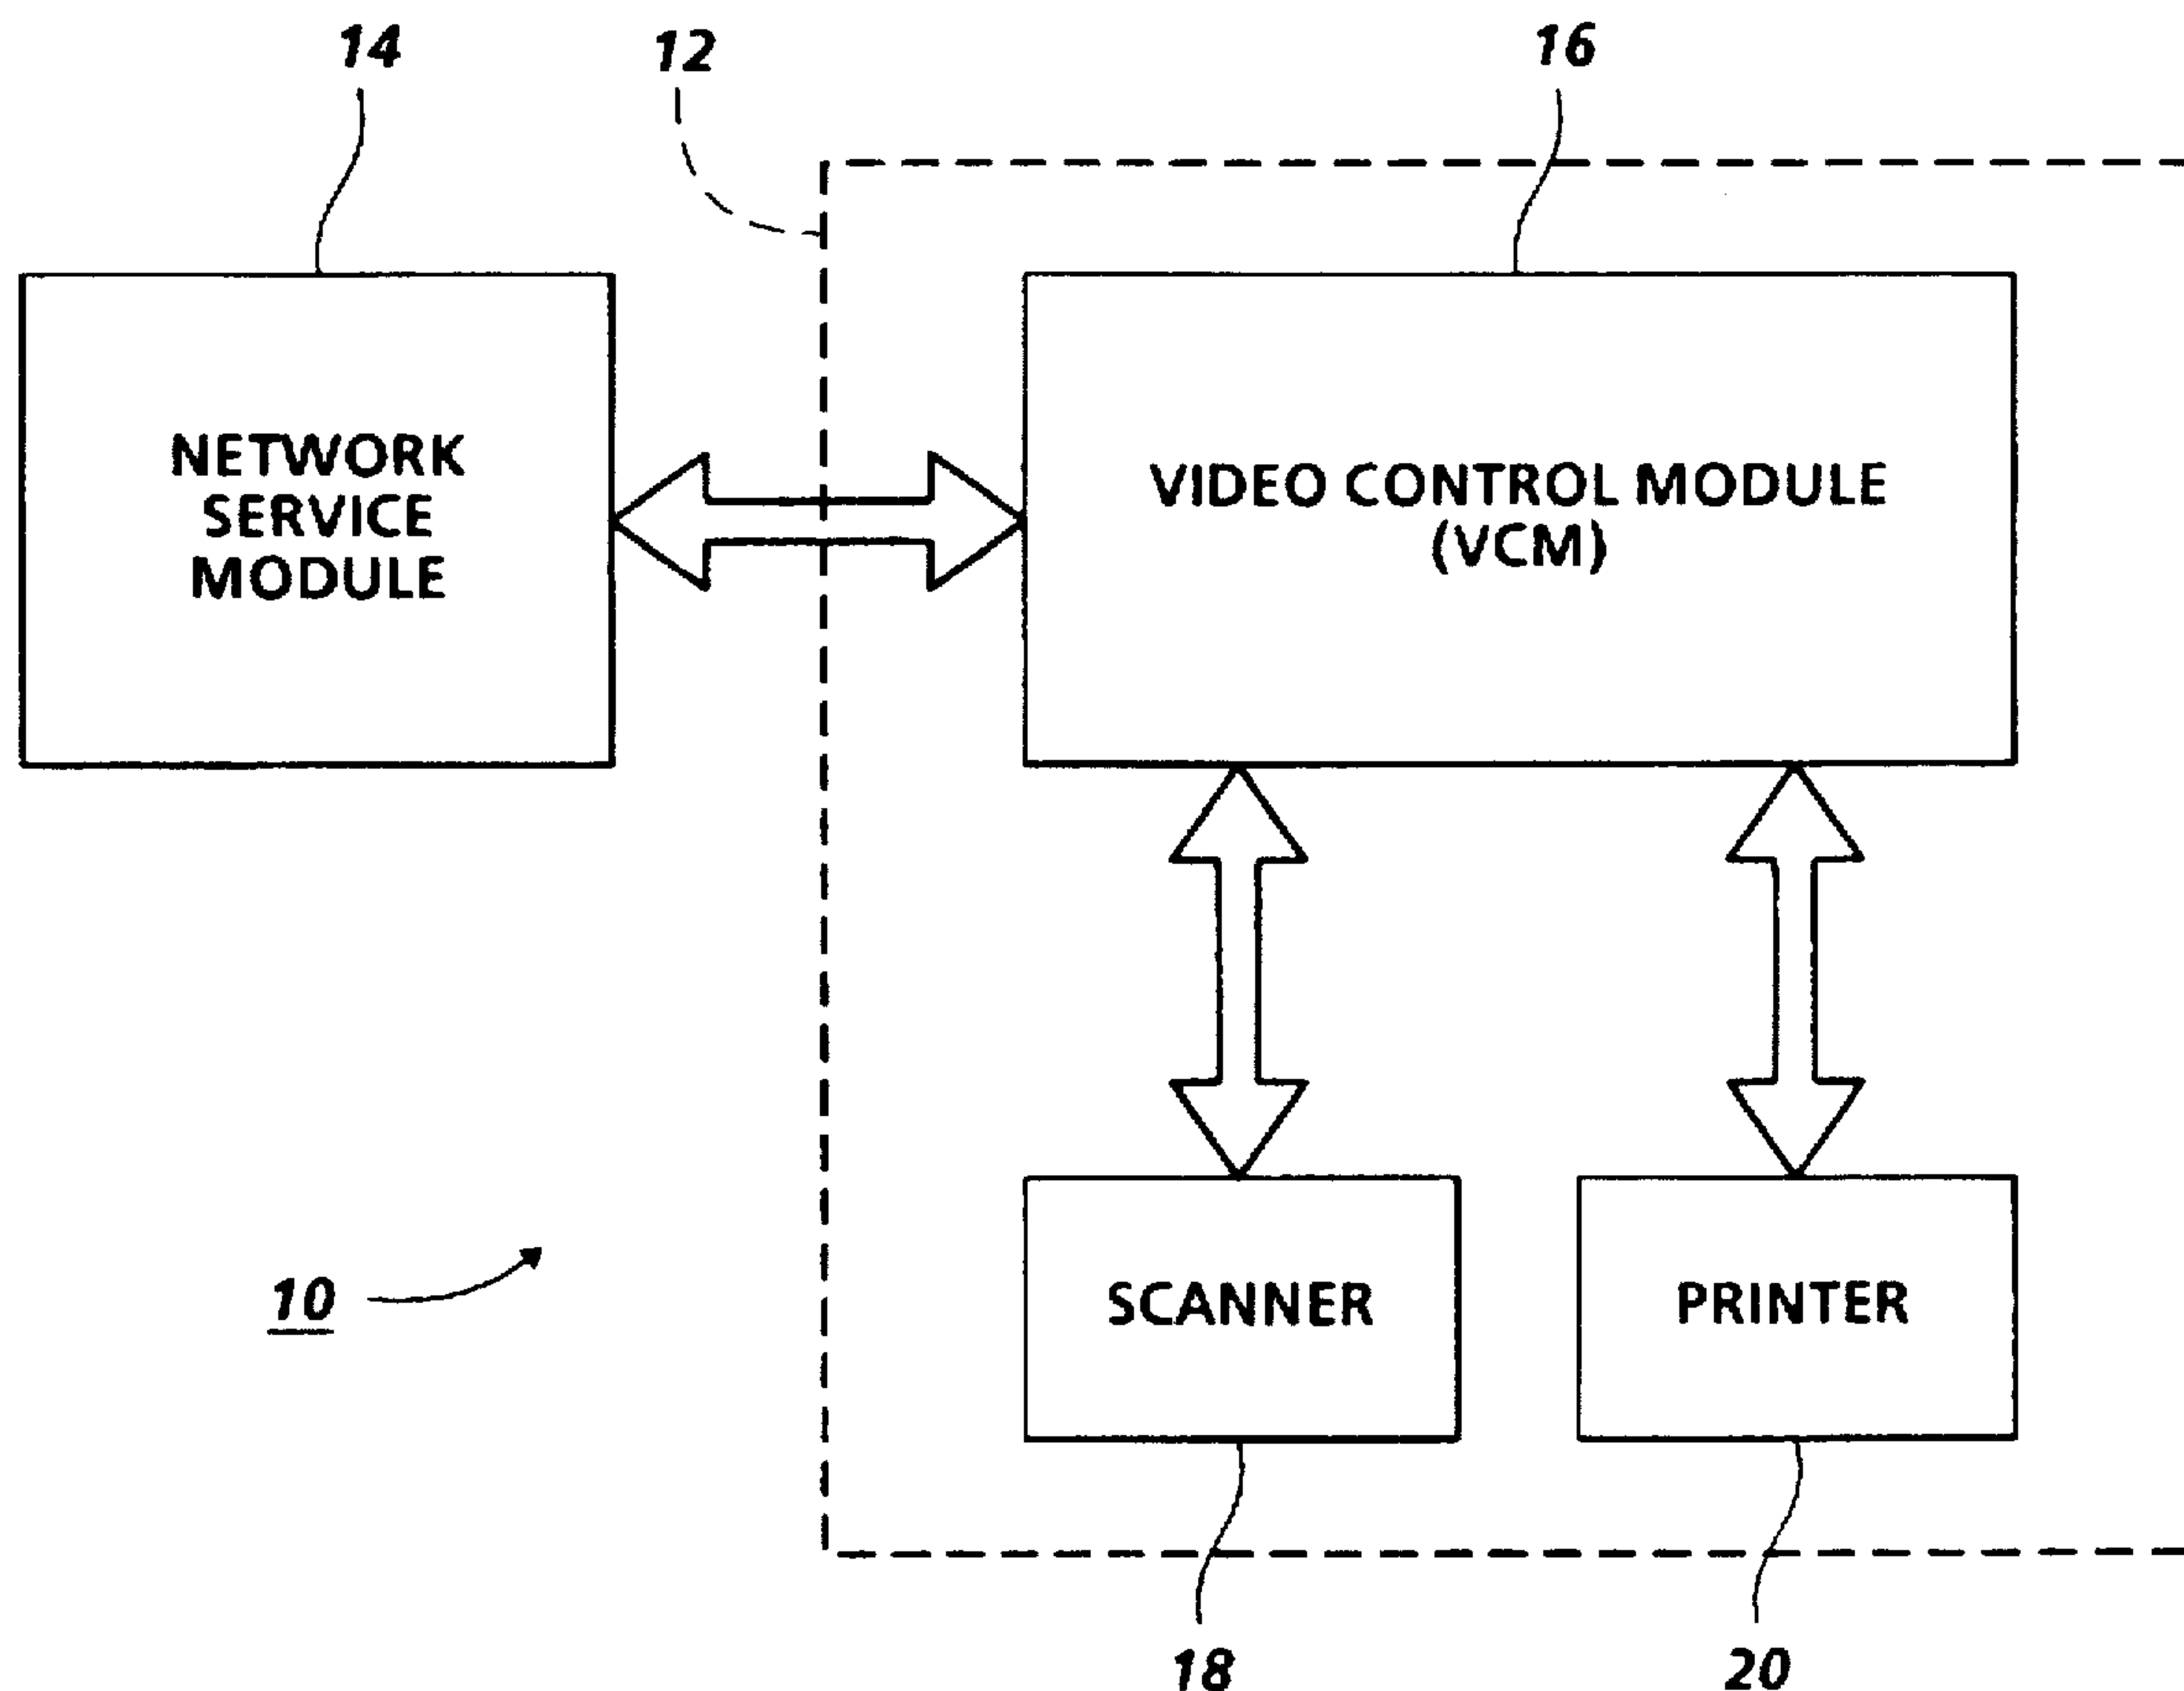 14
12
16
NETWORK
SERVICE
MODULE
VIDEO CONTROL MODULE
(VCM)
10
SCANNER
PRINTER
18
20